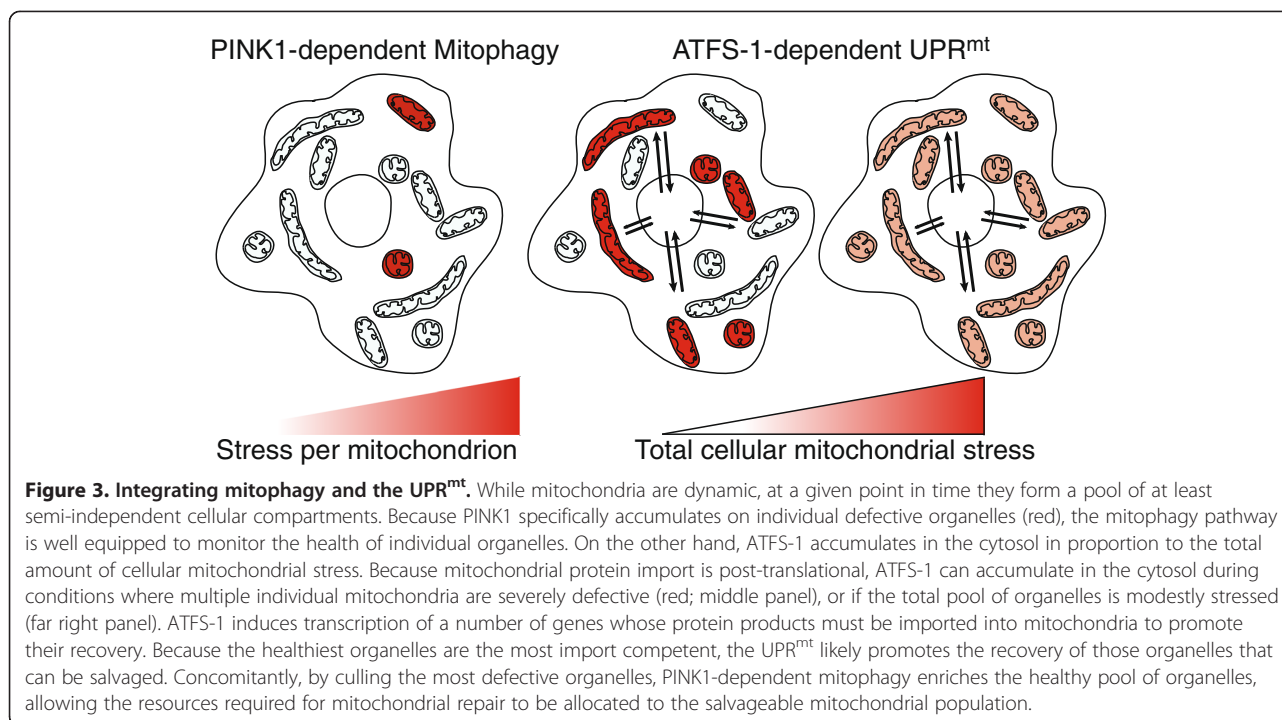 PINK1-dependent Mitophagy
ATFS-1-dependent UPRmt
Stress per mitochondrion
Total cellular mitochondrial stress
Figure 3. Integrating mitophagy and the UPRmt. While mitochondria are dynamic, at a given point in time they form a pool of at least
semi-independent cellular compartments. Because PINK1 specifically accumulates on individual defective organelles (red), the mitophagy pathway
is well equipped to monitor the health of individual organelles. On the other hand, ATFS-1 accumulates in the cytosol in proportion to the total
amount of cellular mitochondrial stress. Because mitochondrial protein import is post-translational, ATFS-1 can accumulate in the cytosol during
conditions where multiple individual mitochondria are severely defective (red; middle panel), or if the total pool of organelles is modestly stressed
(far right panel). ATFS-1 induces transcription of a number of genes whose protein products must be imported into mitochondria to promote
their recovery. Because the healthiest organelles are the most import competent, the UPRmt likely promotes the recovery of those organelles that
can be salvaged. Concomitantly, by culling the most defective organelles, PINK1-dependent mitophagy enriches the healthy pool of organelles,
allowing the resources required for mitochondrial repair to be allocated to the salvageable mitochondrial population.